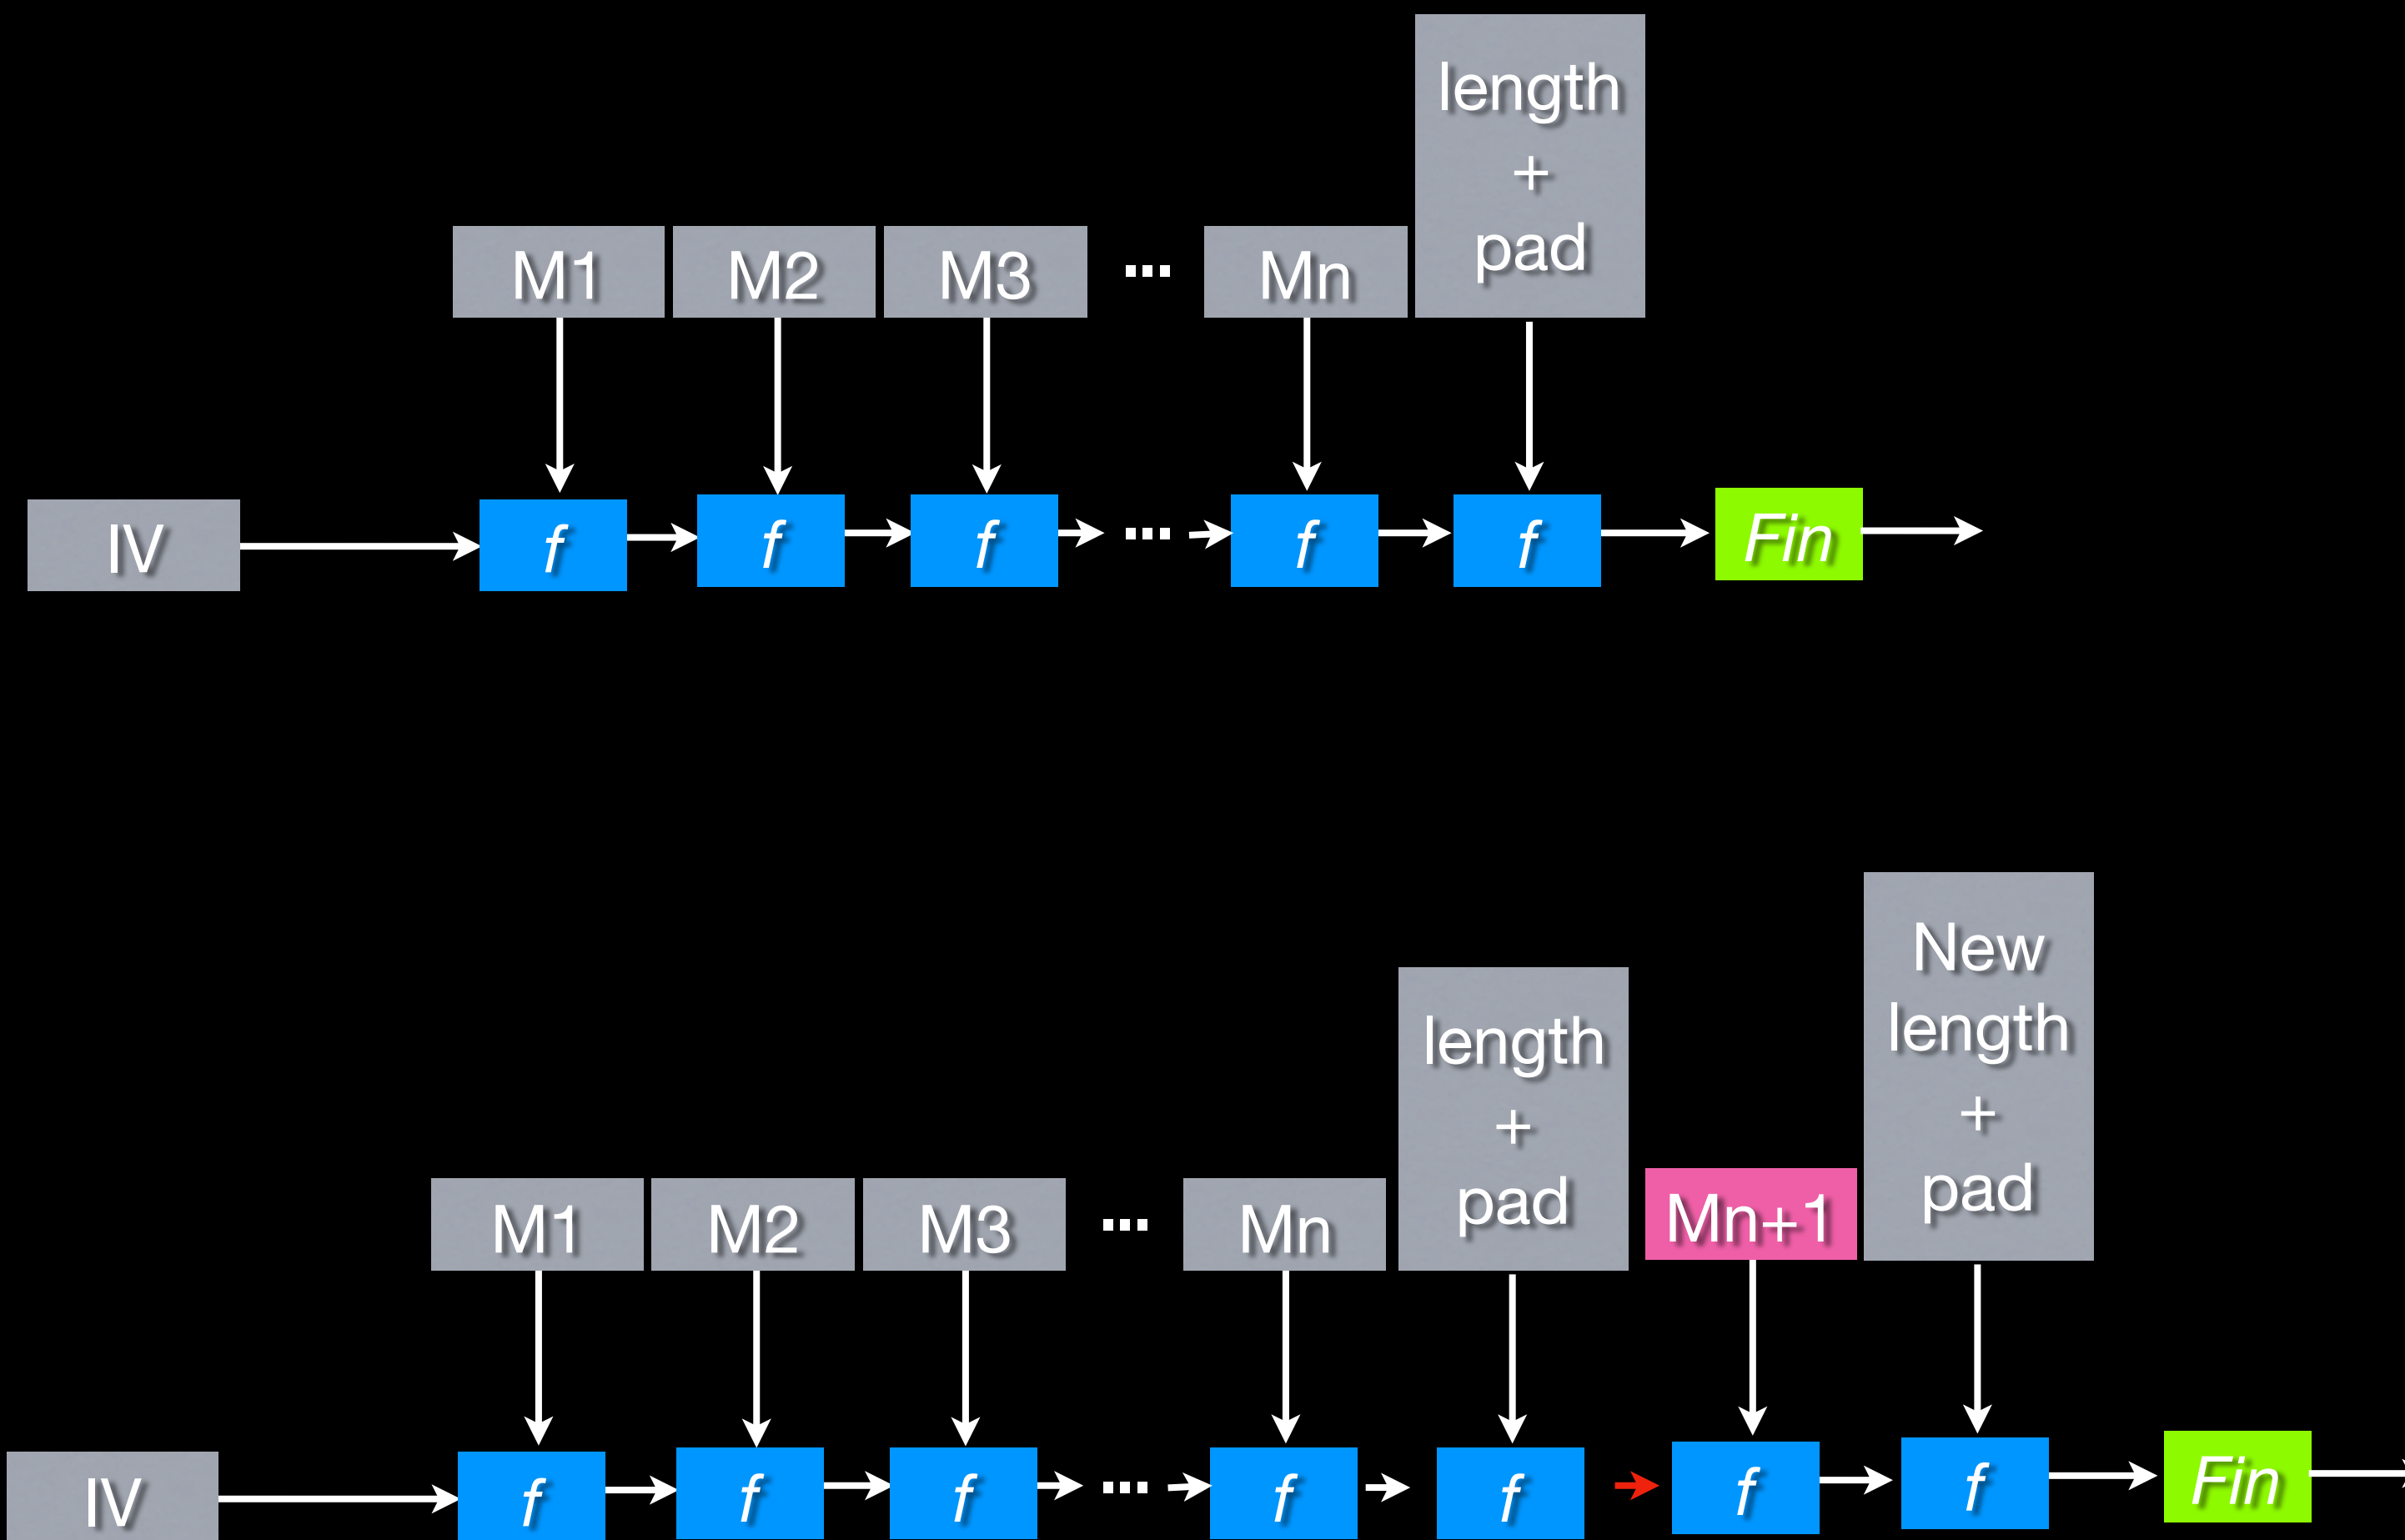 length
+
pad
M1 M2 M3 ... Mn
IV f f f ... f f Fin
New
length
+
pad
length
+
pad
M1 M2 M3 ... Mn Mn+1
IV f f f ... f f f f Fin